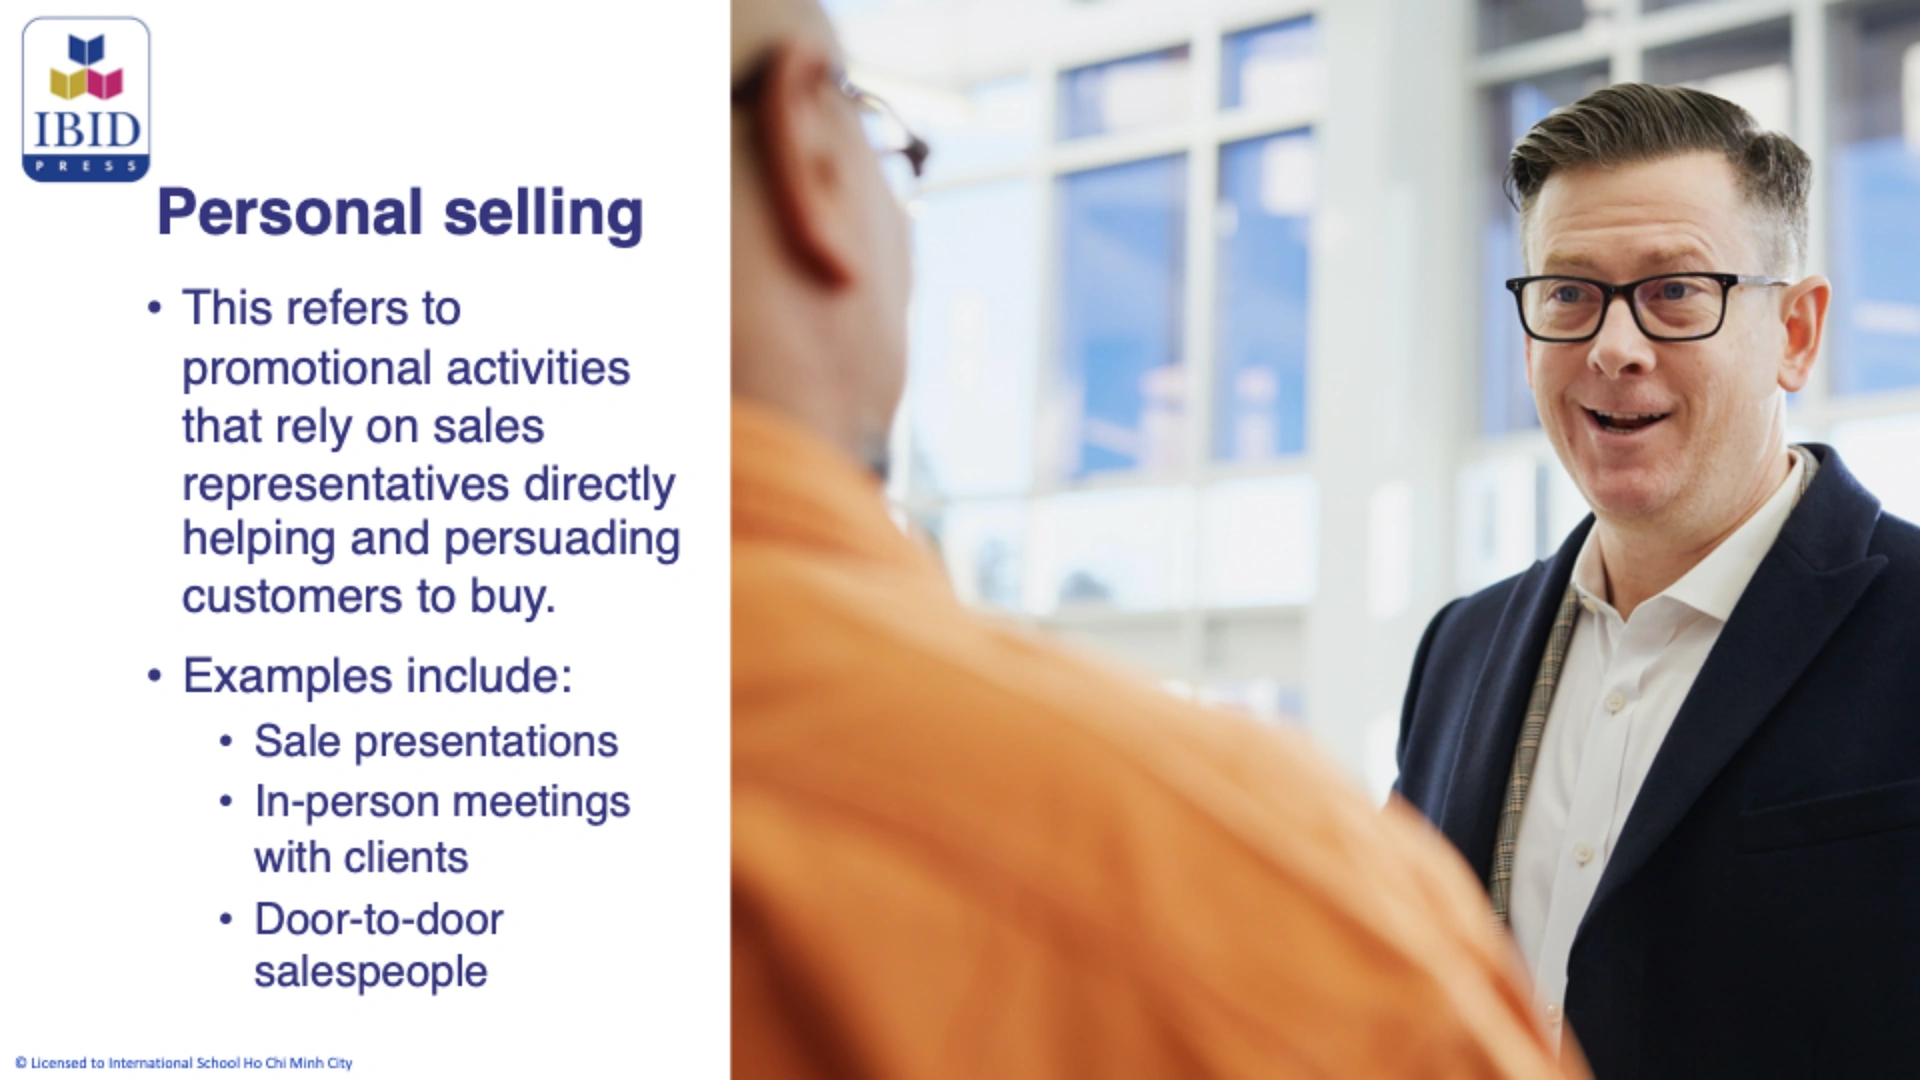 IBID
PRESS
Personal selling
• This refers to
promotional activities
that rely on sales
representatives directly
helping and persuading
customers to buy.
• Examples include:
• Sale presentations
• In-person meetings
with clients
• Door-to-door
salespeople
© Licensed to International School Ho Chi Minh City